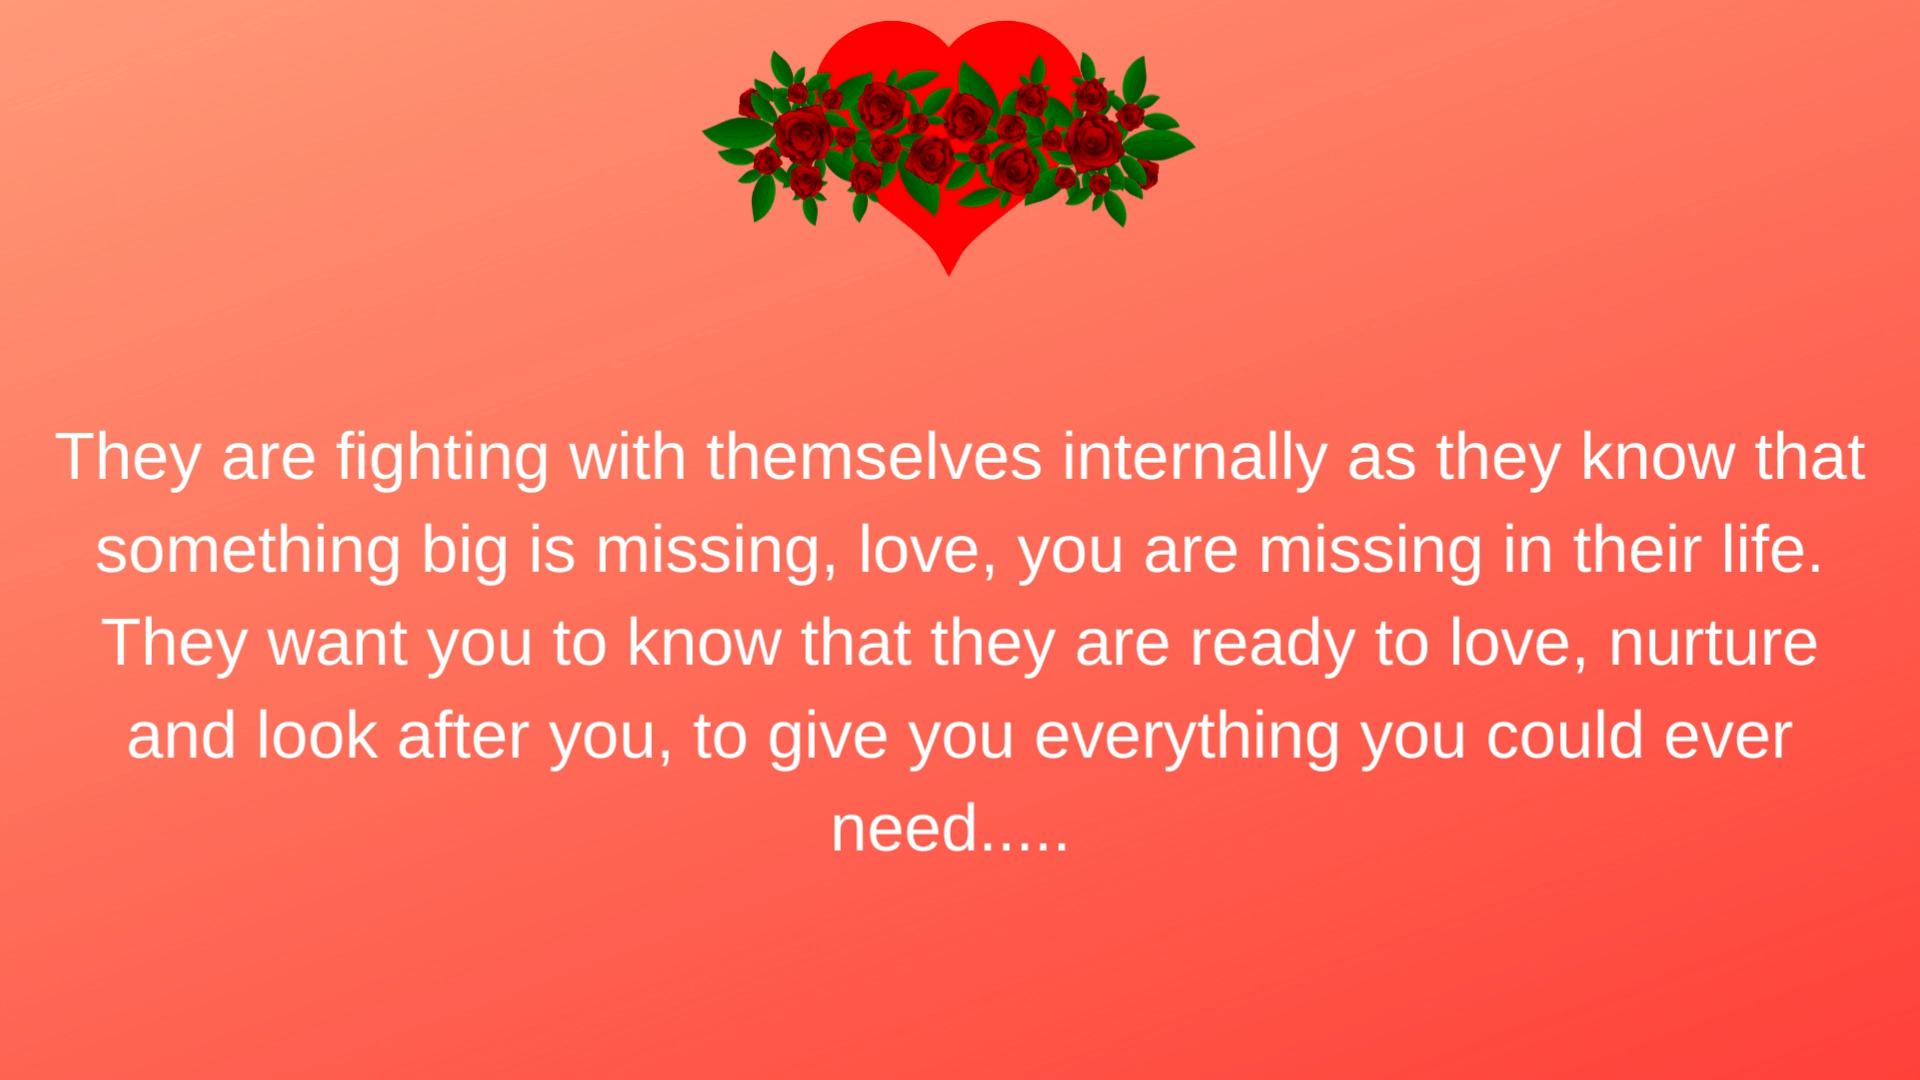 They are fighting with themselves internally as they know that
something big is missing, love, you are missing in their life.
They want you to know that they are ready to love, nurture
and look after you, to give you everything you could ever
need.....